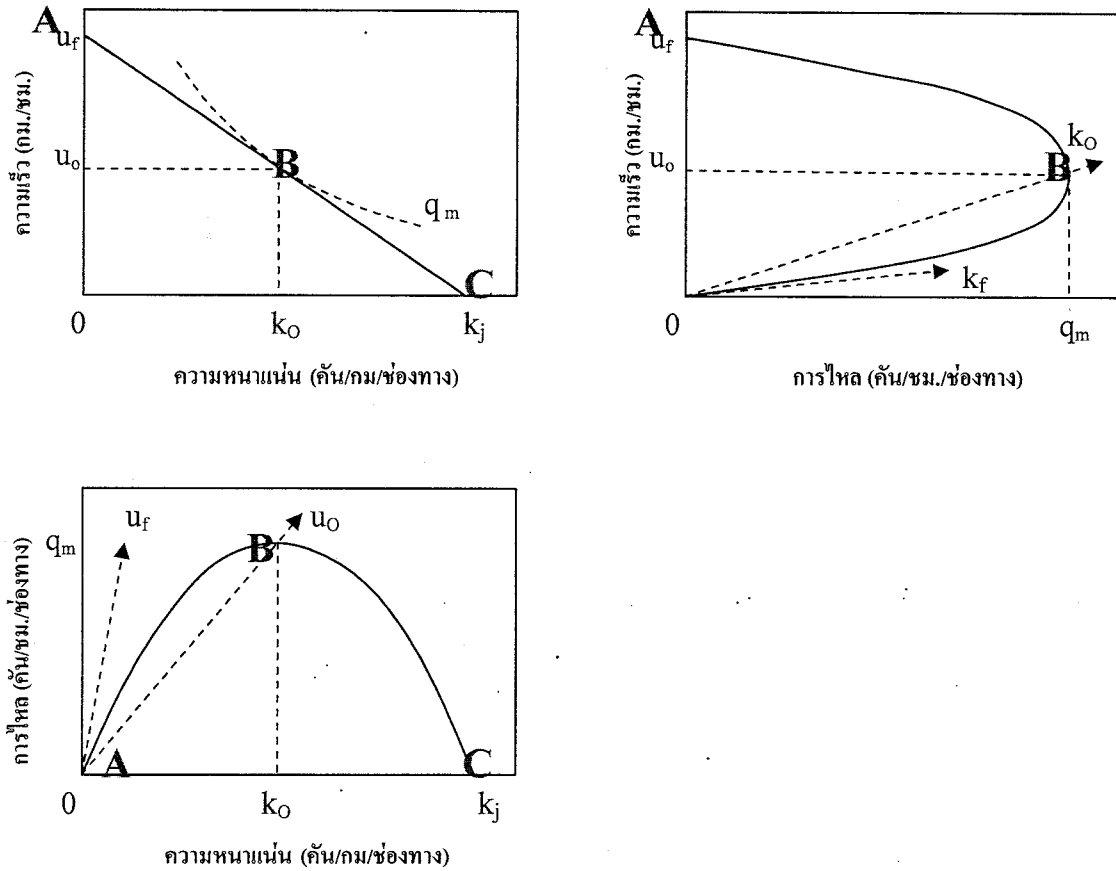 A
u_f
ความเร็ว (กม./ชม.)
u_o
B
q_m
C
0
k_o
k_j
ความหนาแน่น (คัน/กม/ช่องทาง)
A
u_f
ความเร็ว (กม./ชม.)
u_o
k_o
B
k_f
0
q_m
การไหล (คัน/ชม./ช่องทาง)
u_f
u_o
q_m
B
การไหล (คัน/ชม./ช่องทาง)
A
C
0
k_o
k_j
ความหนาแน่น (คัน/กม/ช่องทาง)